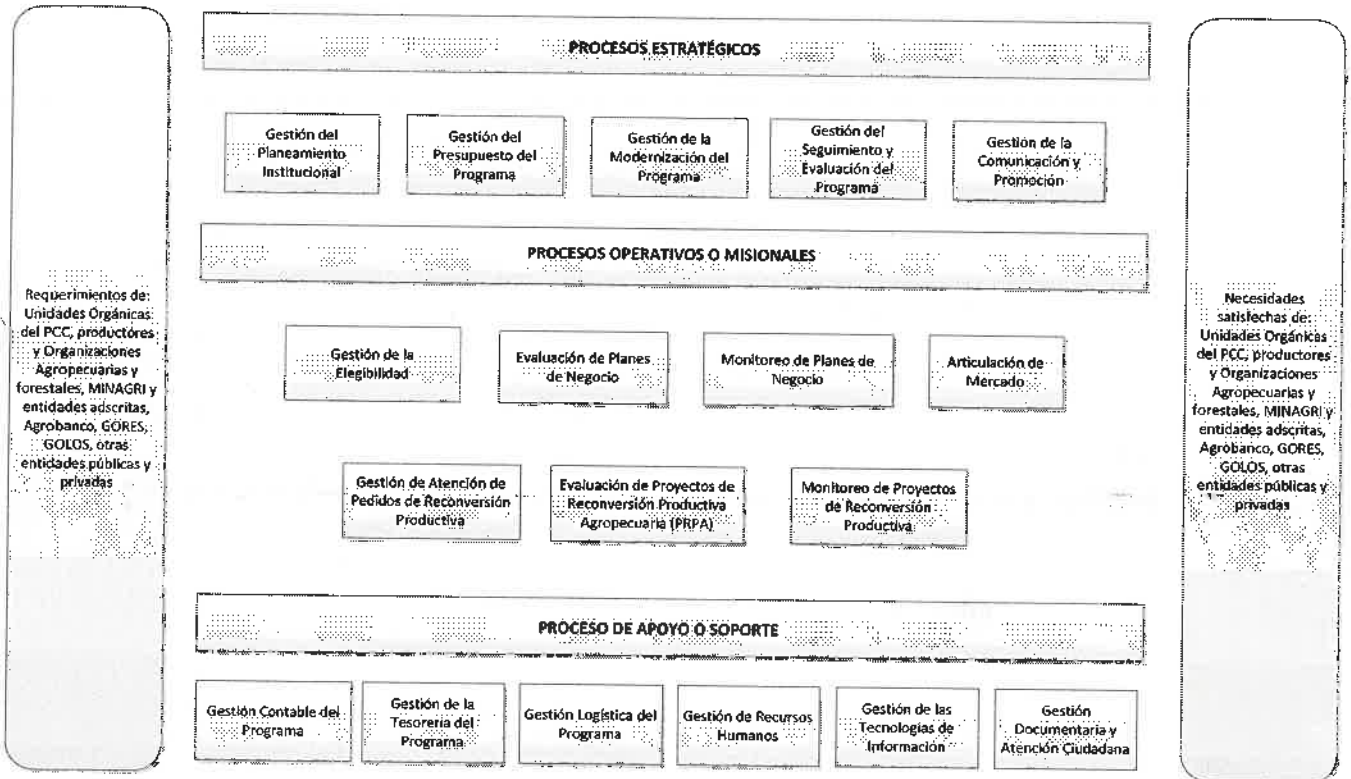 Requerimientos de:
Unidades Orgánicas
del PCC, productores
y Organizaciones
Agropecuarias y
forestales, MINAGRI y
entidades adscritas,
Agrobanco, GORES,
GOLOS, otras
entidades públicas y
privadas
PROCESOS ESTRATÉGICOS
Gestión del
Planeamiento
Institucional
Gestión del
Presupuesto del
Programa
Gestión de la
Modernización del
Programa
Gestión del
Seguimiento y
Evaluación del
Programa
Gestión de la
Comunicación y
Promoción
PROCESOS OPERATIVOS O MISIONALES
Gestión de la
Elegibilidad
Evaluación de Planes
de Negocio
Monitoreo de Planes de
Negocio
Articulación de
Mercado
Gestión de Atención de
Pedidos de Reconversión
Productiva
Evaluación de Proyectos de
Reconversión Productiva
Agropecuaria (PRPA)
Monitoreo de Proyectos
de Reconversión
Productiva
PROCESO DE APOYO O SOPORTE
Gestión Contable del
Programa
Gestión de la
Tesorería del
Programa
Gestión Logística del
Programa
Gestión de Recursos
Humanos
Gestión de las
Tecnologías de
Información
Gestión
Documentaria y
Atención Ciudadana
Necesidades
satisfechas de:
Unidades Orgánicas
del PCC, productores
y Organizaciones
Agropecuarias y
forestales, MINAGRI y
entidades adscritas,
Agrobanco, GORES,
GOLOS, otras
entidades públicas y
privadas